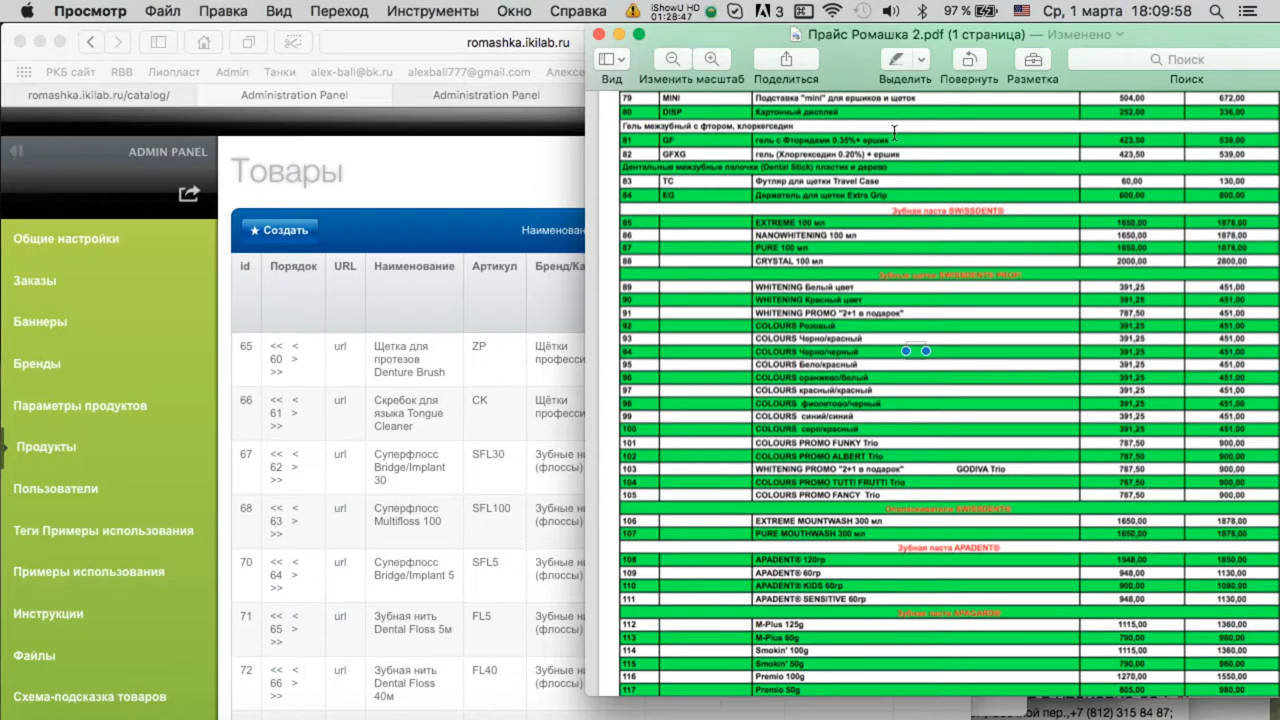 Просмотр Файл Правка Вид Переход Инструменты Окно Справка iShowU HD 01:28:47 3 97 % Ср, 1 марта 18:09:58
romashka.ikilab.ru
РКБ сайт RBB Лиопласт Admin Танки alex-bali@bk.ru alexball777@gmail.com Алексе
romashka.ikilab.ru/catalog/ Administration Panel Administration Panel
ADMIN PANEL
Общие настройки
Заказы
Баннеры
Бренды
Параметры продуктов
Продукты
Пользователи
Теги Примеры использования
Примеры использования
Инструкции
Файлы
Схема-подсказка товаров
Товары
★ Создать Наименован
id Порядок URL Наименование Артикул Бренд/Ка
65 << 60 >> < > url Щетка для протезов Denture Brush ZP Щётки професси
66 << 61 >> < > url Скребок для языка Tongue Cleaner CK Щётки професси
67 << 62 >> < > url Суперфлосс Bridge/Implant 30 SFL30 Зубные ни (флоссы)
68 << 63 >> < > url Суперфлосс Multifloss 100 SFL100 Зубные ни (флоссы)
70 << 64 >> < > url Суперфлосс Bridge/Implant 5 SFL5 Зубные ни (флоссы)
71 << 65 >> < > url Зубная нить Dental Floss 5м FL5 Зубные ни (флоссы)
72 << 66 >> < > url Зубная нить Dental Floss 40м FL40 Зубные ни (флоссы)
Прайс Ромашка 2.pdf (1 страница) — Изменено
Вид Изменить масштаб Поделиться Выделить Повернуть Разметка Поиск
Поиск
79 MINI Подставка "mini" для ершиков и щеток 504,00 672,00
80 DISP Картонный дисплей 252,00 336,00
Гель межзубный с фтором, хлоркегседин
81 GF гель с Фторидами 0.35%+ ершик 423,50 539,00
82 GFXG гель (Хлоргекседин 0.20%) + ершик 423,50 539,00
Дентальные межзубные палочки (Dental Stick) пластик и дерево
83 TC Футляр для щетки Travel Case 60,00 130,00
84 EG Держатель для щетки Extra Grip 600,00 800,00
Зубная паста SWISSDENT®
85 EXTREME 100 мл 1650,00 1878,00
86 NANOWHITENING 100 мл 1650,00 1878,00
87 PURE 100 мл 1650,00 1878,00
88 CRYSTAL 100 мл 2000,00 2800,00
89 WHITENING Белый цвет 391,25 451,00
90 WHITENING Красный цвет 391,25 451,00
91 WHITENING PROMO "2+1 в подарок" 787,50 451,00
92 COLOURS Розовый 391,25 451,00
93 COLOURS Черно/красный 391,25 451,00
94 COLOURS Черно/черный 391,25 451,00
95 COLOURS Бело/красный 391,25 451,00
96 COLOURS оранжево/белый 391,25 451,00
97 COLOURS красный/красный 391,25 451,00
98 COLOURS фиолетово/черный 391,25 451,00
99 COLOURS синий/синий 391,25 451,00
100 COLOURS серо/красный 391,25 451,00
101 COLOURS PROMO FUNKY Trio 787,50 900,00
102 COLOURS PROMO ALBERT Trio 787,50 900,00
103 WHITENING PROMO "2+1 в подарок" GODIVA Trio 787,50 900,00
104 COLOURS PROMO TUTTI FRUTTI Trio 787,50 900,00
105 COLOURS PROMO FANCY Trio 787,50 900,00
106 EXTREME MOUNTWASH 300 мл 1650,00 1878,00
107 PURE MOUTHWASH 300 мл 1650,00 1878,00
Зубная паста APADENT®
108 APADENT® 120гр 1548,00 1850,00
109 APADENT® 60гр 948,00 1130,00
110 APADENT® KIDS 60гр 900,00 1080,00
111 APADENT® SENSITIVE 60гр 948,00 1130,00
Зубная паста APAGARD®
112 M-Plus 125g 1115,00 1360,00
113 M-Plus 60g 790,00 960,00
114 Smokin' 100g 1115,00 1360,00
115 Smokin' 50g 790,00 960,00
116 Premio 100g 1270,00 1550,00
117 Premio 50g 805,00 980,00
ной пер.,+7 (812) 315 84 87;